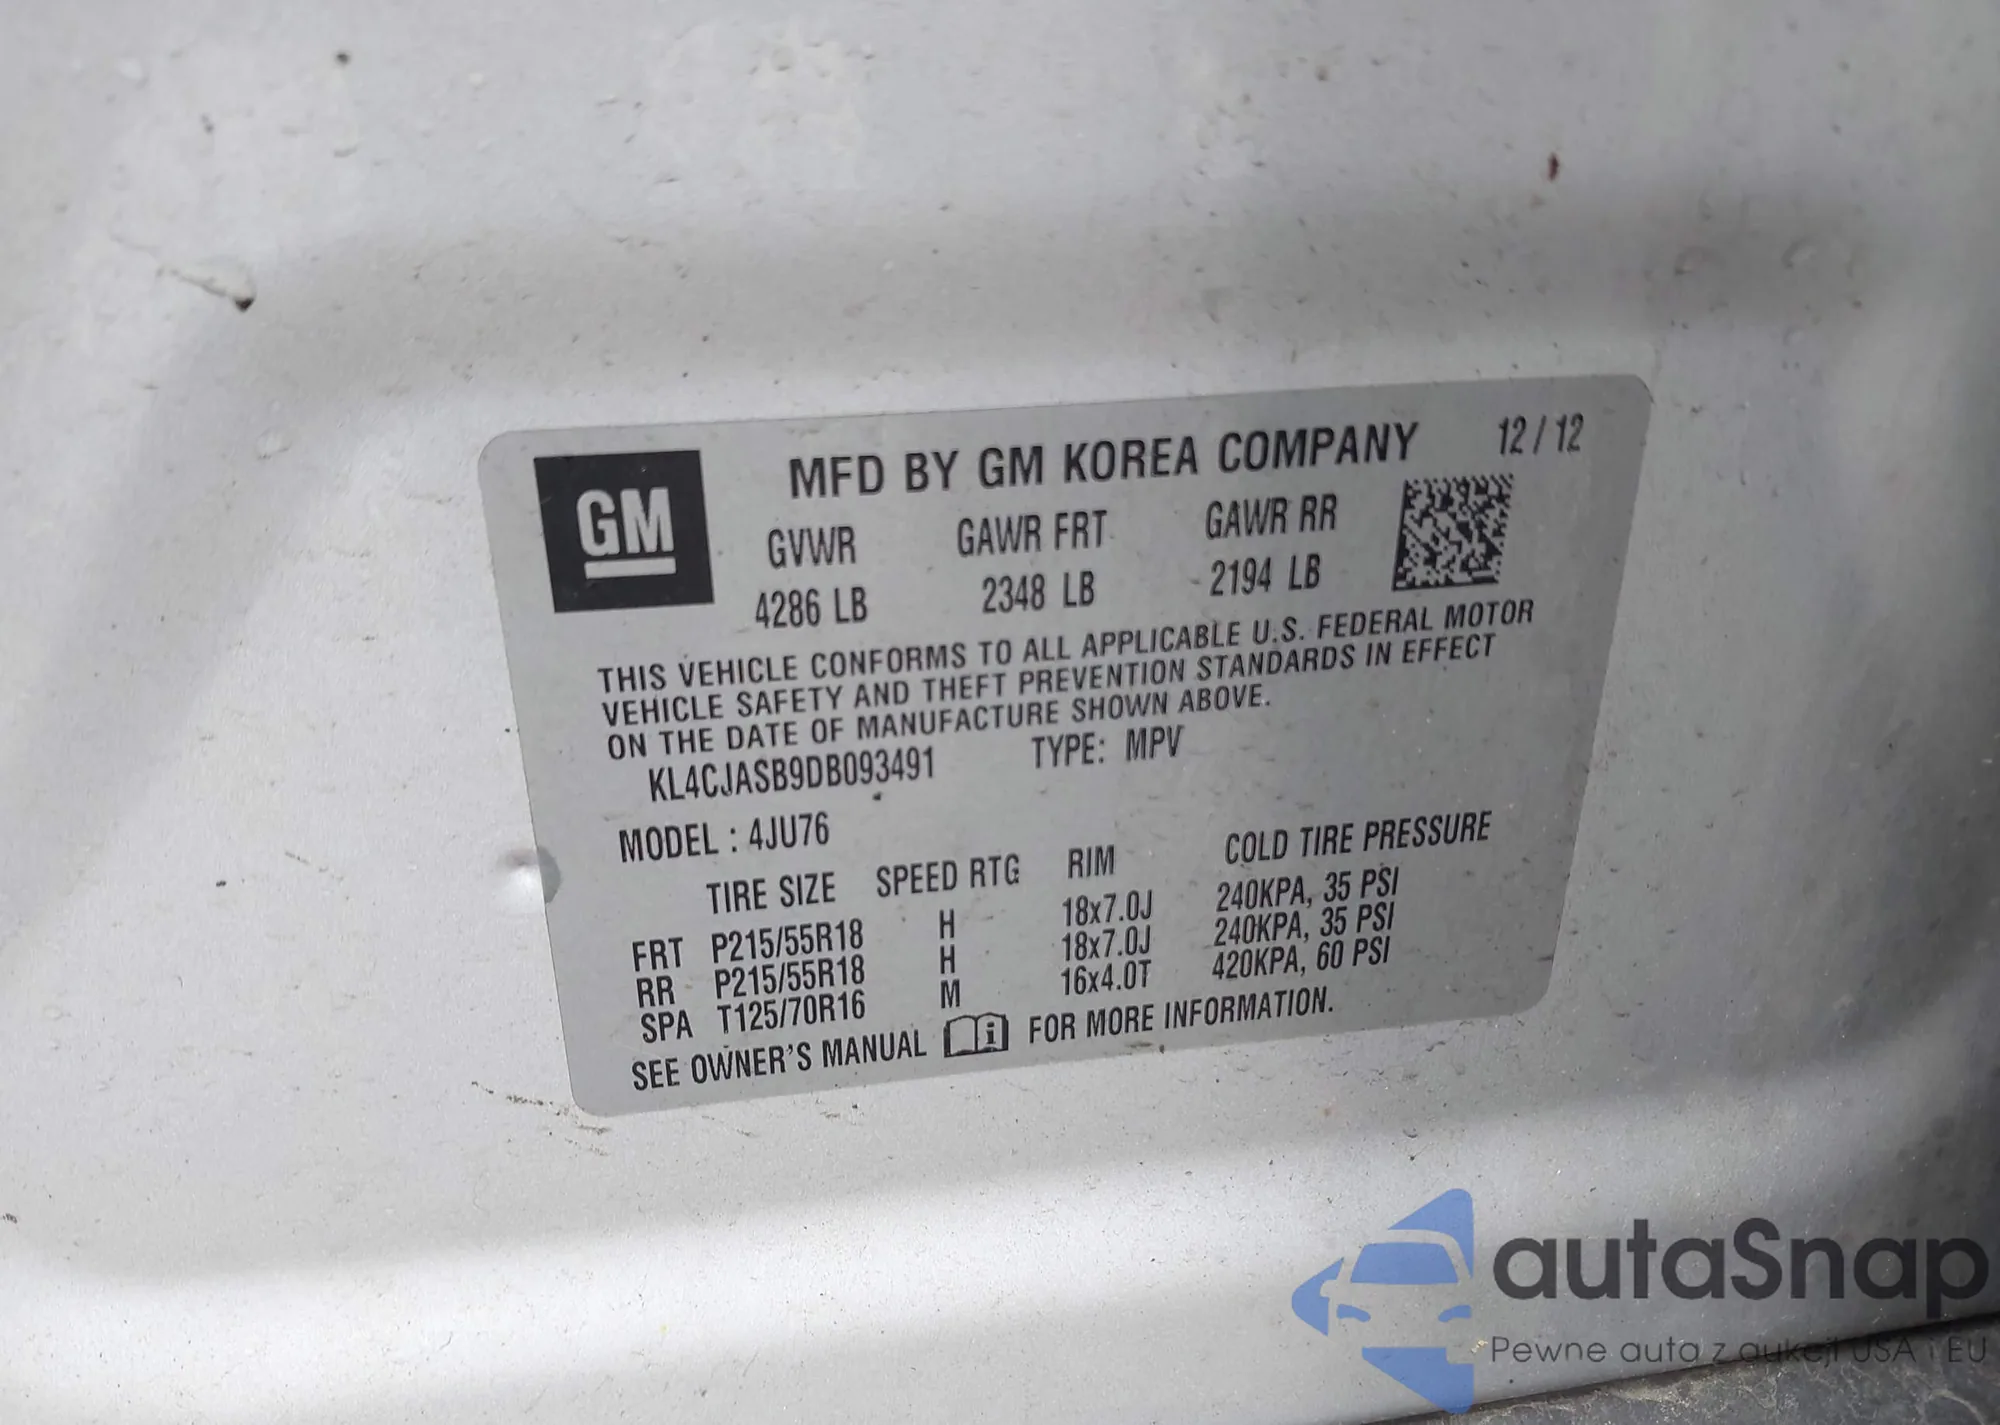 GM
MFD BY GM KOREA COMPANY 12/12
GVWR GAWR FRT GAWR RR
4286 LB 2348 LB 2194 LB
THIS VEHICLE CONFORMS TO ALL APPLICABLE U.S. FEDERAL MOTOR
VEHICLE SAFETY AND THEFT PREVENTION STANDARDS IN EFFECT
ON THE DATE OF MANUFACTURE SHOWN ABOVE.
KL4CJASB9DB093491 TYPE: MPV
MODEL : 4JU76
TIRE SIZE SPEED RTG RIM COLD TIRE PRESSURE
FRT P215/55R18 H 18x7.0J 240KPA, 35 PSI
RR P215/55R18 H 18x7.0J 240KPA, 35 PSI
SPA T125/70R16 M 16x4.0T 420KPA, 60 PSI
SEE OWNER'S MANUAL FOR MORE INFORMATION.
autaSnap
Pewne auta z aukcji USA i EU